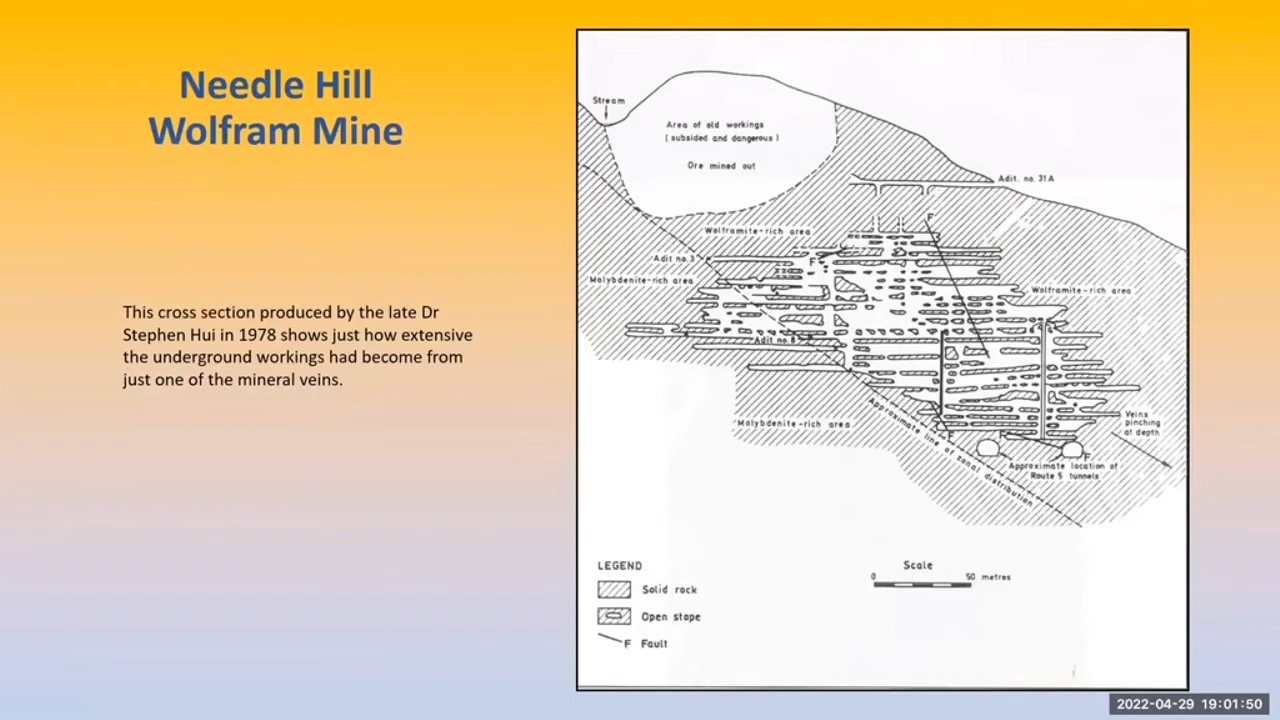 Needle Hill
Wolfram Mine
This cross section produced by the late Dr
Stephen Hui in 1978 shows just how extensive
the underground workings had become from
just one of the mineral veins.
Stream
Area of old workings
( subsided and dangerous )
Ore mined out
Adit. no. 31A
F
Wolframite-rich area
Adit no. 3
F
Molybdenite-rich area
Wolframite-rich area
Adit no. 8
Approximate line of zonal distribution
Molybdenite-rich area
Veins
pinching
at depth
F
Approximate location of
Route 5 tunnels
LEGEND
Solid rock
Open stope
F Fault
Scale
0 50 metres
2022-04-29 19:01:50